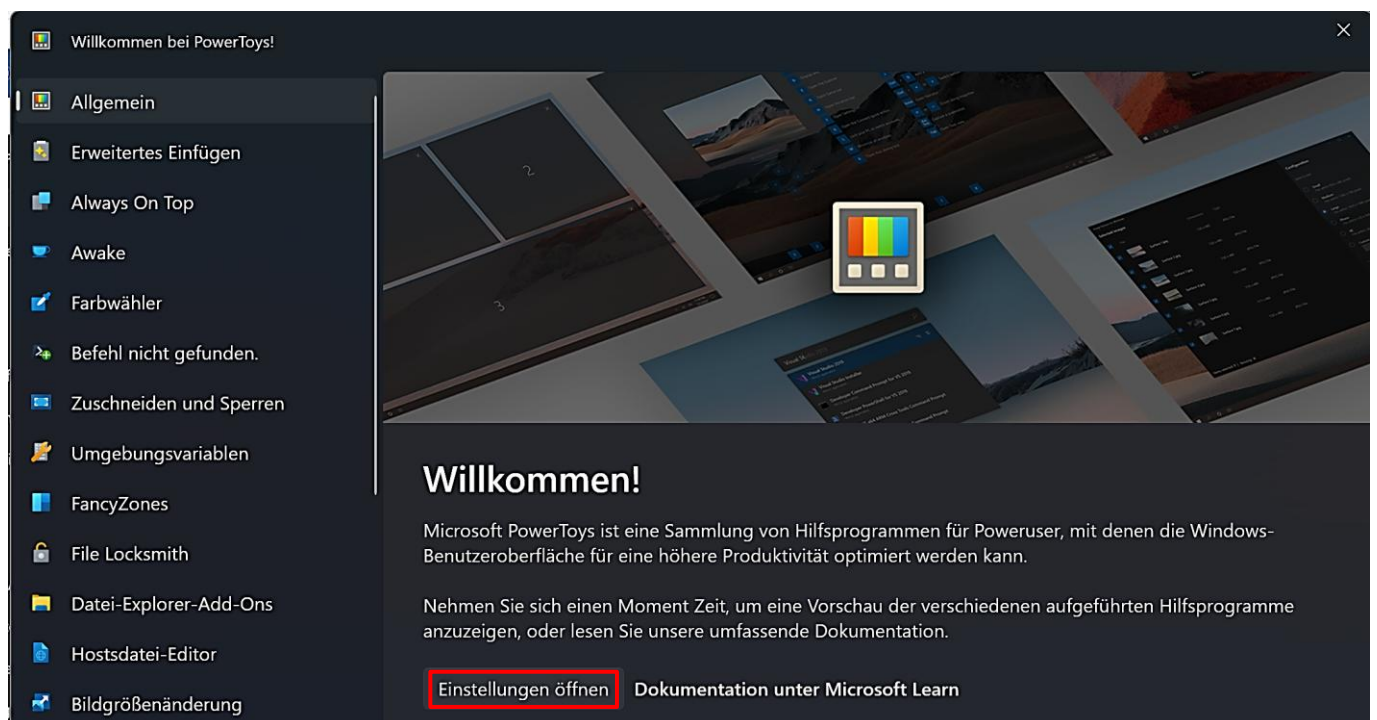 Willkommen bei PowerToys!
Allgemein
Erweitertes Einfügen
Always On Top
Awake
Farbwähler
Befehl nicht gefunden.
Zuschneiden und Sperren
Umgebungsvariablen
FancyZones
File Locksmith
Datei-Explorer-Add-Ons
Hostsdatei-Editor
Bildgrößenänderung
2
3
Willkommen!
Microsoft PowerToys ist eine Sammlung von Hilfsprogrammen für Poweruser, mit denen die Windows-
Benutzeroberfläche für eine höhere Produktivität optimiert werden kann.
Nehmen Sie sich einen Moment Zeit, um eine Vorschau der verschiedenen aufgeführten Hilfsprogramme
anzuzeigen, oder lesen Sie unsere umfassende Dokumentation.
Einstellungen öffnen Dokumentation unter Microsoft Learn